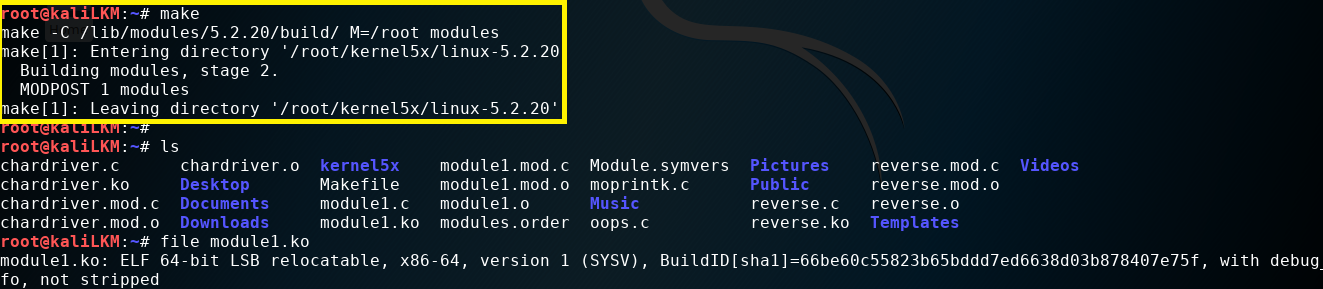 root@kaliLKM:~# make
make -C /lib/modules/5.2.20/build/ M=/root modules
make[1]: Entering directory '/root/kernel5x/linux-5.2.20
  Building modules, stage 2.
  MODPOST 1 modules
make[1]: Leaving directory '/root/kernel5x/linux-5.2.20'
root@kaliLKM:~#
root@kaliLKM:~# ls
chardriver.c      chardriver.o  kernel5x    module1.mod.c  Module.symvers  Pictures    reverse.mod.c  Videos
chardriver.ko     Desktop       Makefile    module1.mod.o  moprintk.c      Public      reverse.mod.o
chardriver.mod.c  Documents     module1.c   module1.o      Music           reverse.c   reverse.o
chardriver.mod.o  Downloads     module1.ko  modules.order  oops.c          reverse.ko  Templates
root@kaliLKM:~# file module1.ko
module1.ko: ELF 64-bit LSB relocatable, x86-64, version 1 (SYSV), BuildID[sha1]=66be60c55823b65bddd7ed6638d03b878407e75f, with debug_
fo, not stripped